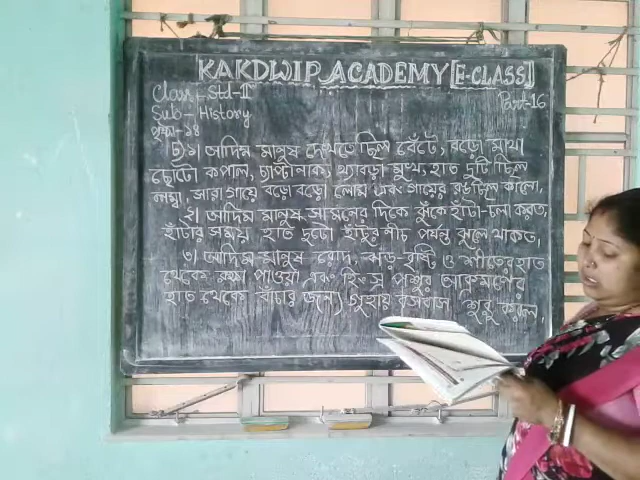 KAKDWIP ACADEMY [E-CLASS]
Class - Std-II
Part-16
Sub- History
পৃষ্ঠা-১৪
১। আদিম মানুষ দেখতে ছিল বেঁটে, বড়ো মাথা
ছোটো কপাল, চ্যাপ্টা নাক, থ্যাবড়া মুখ, হাত দুটি ছিল
লম্বা, সারা গায়ে বড়ো বড়ো লোম এবং গায়ের রঙ ছিল কালো,
২। আদিম মানুষ সামনের দিকে ঝুঁকে হাঁটা-চলা করত,
হাঁটার সময় হাত দুটো হাঁটুর নীচ পর্যন্ত ঝুলে থাকত,
৩। আদিম-মানুষ রোদ, ঝড়-বৃষ্টি ও শীতের হাত
থেকে রক্ষা পাওয়া এবং হিংস্র পশুর আক্রমণের
হাত থেকে বাঁচার জন্য গুহায় বসবাস শুরু করল,